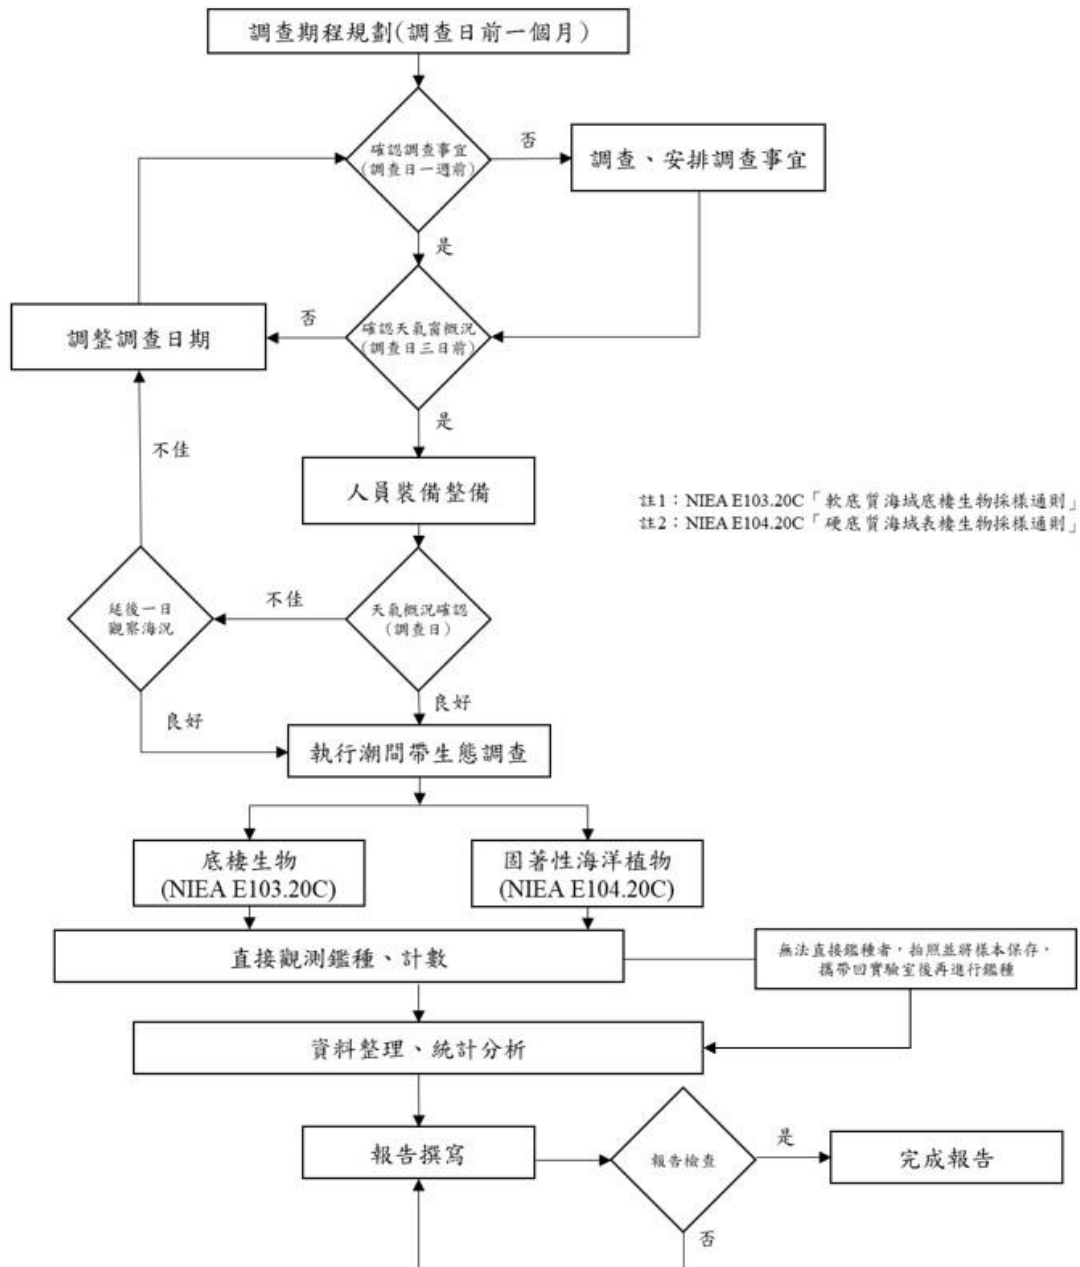 調查期程規劃(調查日前一個月)
確認調查事宜
(調查日一週前)
否
調查、安排調查事宜
是
調整調查日期
否
確認天氣窗概況
(調查日三日前)
是
不佳
人員裝備整備
註1：NIEA E103.20C「軟底質海域底棲生物採樣通則」
註2：NIEA E104.20C「硬底質海域表棲生物採樣通則」
延後一日
觀察海況
不佳
天氣概況確認
(調查日)
良好
良好
執行潮間帶生態調查
底棲生物
(NIEA E103.20C)
固著性海洋植物
(NIEA E104.20C)
直接觀測鑑種、計數
無法直接鑑種者，拍照並將樣本保存，
攜帶回實驗室後再進行鑑種
資料整理、統計分析
報告撰寫
報告檢查
是
完成報告
否